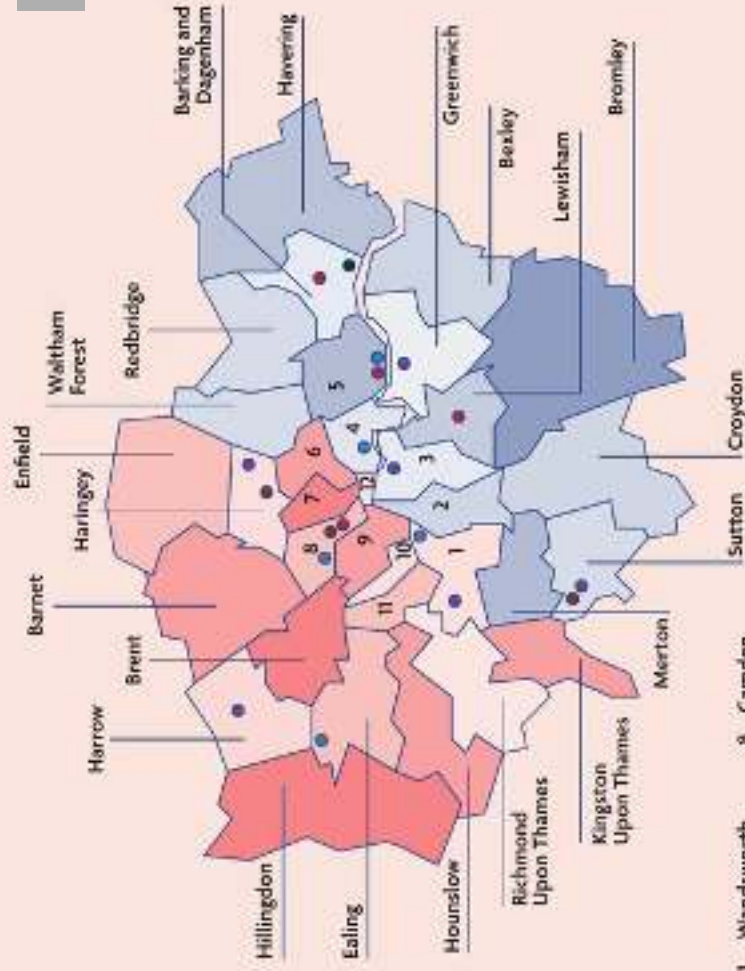 Barking and
Dagenham
Havering
Greenwich
Bexley
Lewisham
Bromley
Waltham
Forest
Redbridge
Enfield
Haringey
Barnet
Brent
Harrow
Hillingdon
Ealing
Hounslow
Richmond
Upon Thames
Kingston
Upon Thames
Merton
Sutton
Croydon
1
2
3
4
5
6
7
8
9
10
11
12